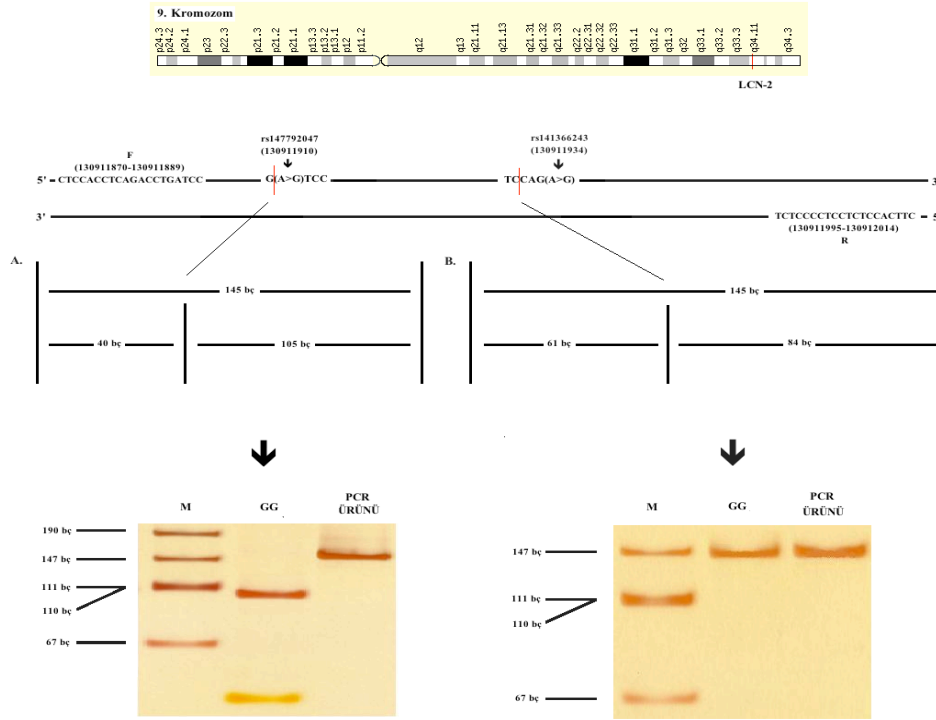 9. Kromozom
p24.3 p24.2 p24.1 p23 p22.3 p21.3 p21.2 p21.1 p13.3 p13.2 p13.1 p12 p11.2 q12 q13 q21.11 q21.13 q21.31 q21.32 q21.33 q22.2 q22.31 q22.32 q22.33 q31.1 q31.2 q31.3 q32 q33.1 q33.2 q33.3 q34.11 q34.3
LCN-2
rs147792047
(130911910)
rs141366243
(130911934)
F
(130911870-130911889)
5' CTCCACCTCAGACCTGATCC G(A>G)TCC TCCAG(A>G) 3'
3' TCTCCCCTCCTCTCCACTTC 5'
(130911995-130912014)
R
A.
145 bç
40 bç 105 bç
B.
145 bç
61 bç 84 bç
M GG PCR ÜRÜNÜ
190 bç
147 bç
111 bç
110 bç
67 bç
M GG PCR ÜRÜNÜ
147 bç
111 bç
110 bç
67 bç